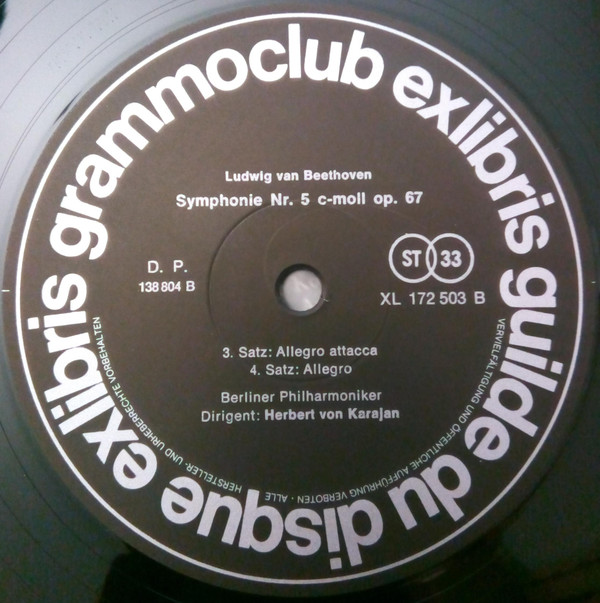 grammoclub exlibris guilde du disque exlibris
Ludwig van Beethoven
Symphonie Nr. 5 c-moll op. 67
D. P.
138 804 B
ST 33
XL 172 503 B
3. Satz: Allegro attacca
4. Satz: Allegro
Berliner Philharmoniker
Dirigent: Herbert von Karajan
ALLE HERSTELLER- UND URHEBERRECHTE VORBEHALTEN
VERVIELFÄLTIGUNG UND ÖFFENTLICHE AUFFÜHRUNG VERBOTEN ·